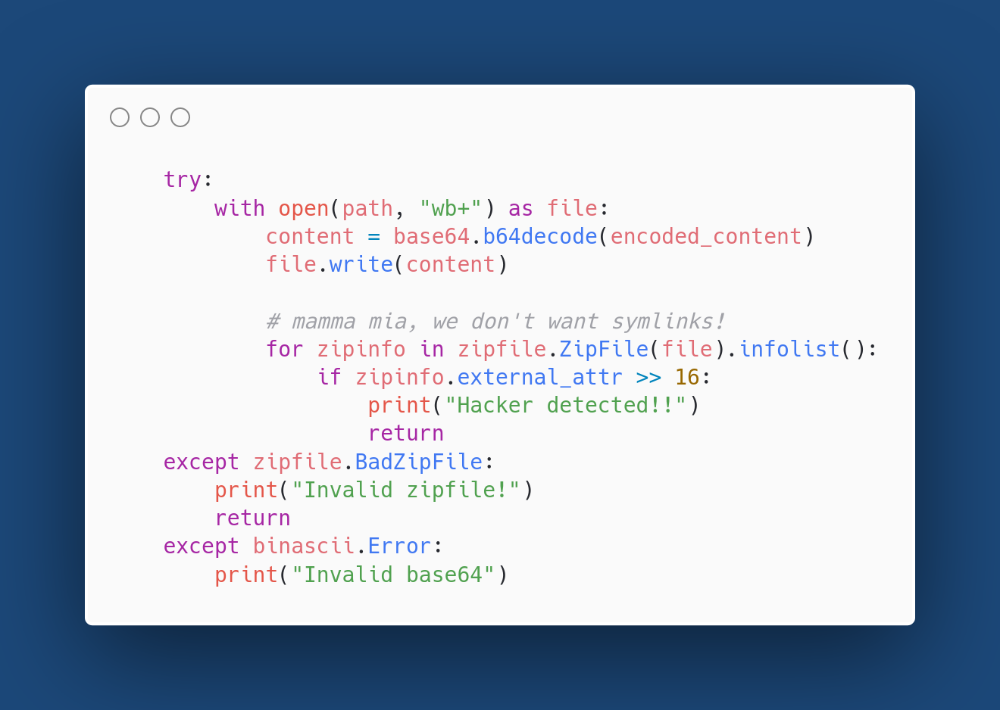 try:
    with open(path, "wb+") as file:
        content = base64.b64decode(encoded_content)
        file.write(content)

        # mamma mia, we don't want symlinks!
        for zipinfo in zipfile.ZipFile(file).infolist():
            if zipinfo.external_attr >> 16:
                print("Hacker detected!!")
                return
except zipfile.BadZipFile:
    print("Invalid zipfile!")
    return
except binascii.Error:
    print("Invalid base64")